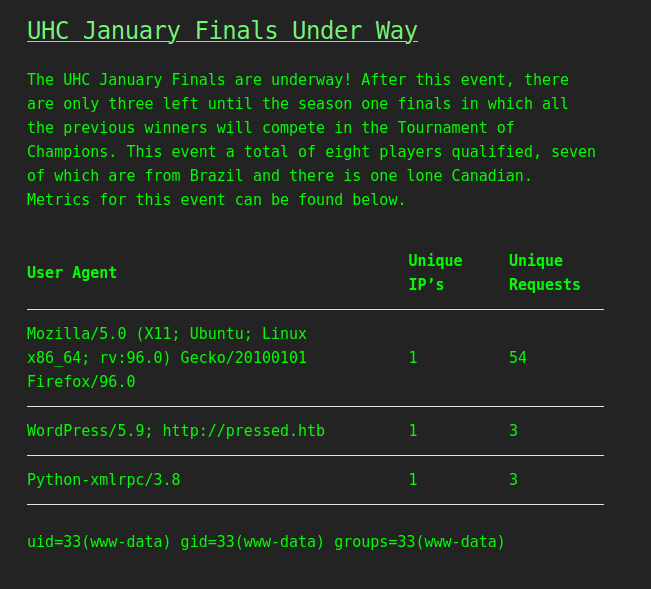 UHC January Finals Under Way
The UHC January Finals are underway! After this event, there
are only three left until the season one finals in which all
the previous winners will compete in the Tournament of
Champions. This event a total of eight players qualified, seven
of which are from Brazil and there is one lone Canadian.
Metrics for this event can be found below.
User Agent
Unique
IP’s
Unique
Requests
Mozilla/5.0 (X11; Ubuntu; Linux
x86_64; rv:96.0) Gecko/20100101
Firefox/96.0
1
54
WordPress/5.9; http://pressed.htb
1
3
Python-xmlrpc/3.8
1
3
uid=33(www-data) gid=33(www-data) groups=33(www-data)